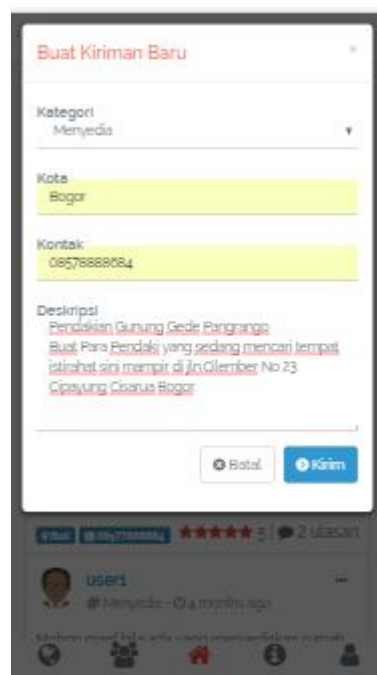 Buat Kiriman Baru
×
Kategori
Menyedia
Kota
Bogor
Kontak
08578888684
Deskripsi
Pendakian Gunung Gede Pangrango
Buat Para Pendaki yang sedang mencari tempat
istirahat sini mampir di jln Cilember No 23
Cipayung Cisarua Bogor
Batal
Kirim
5 | 2 ulasan
user1
# Menyedia - 4 months ago